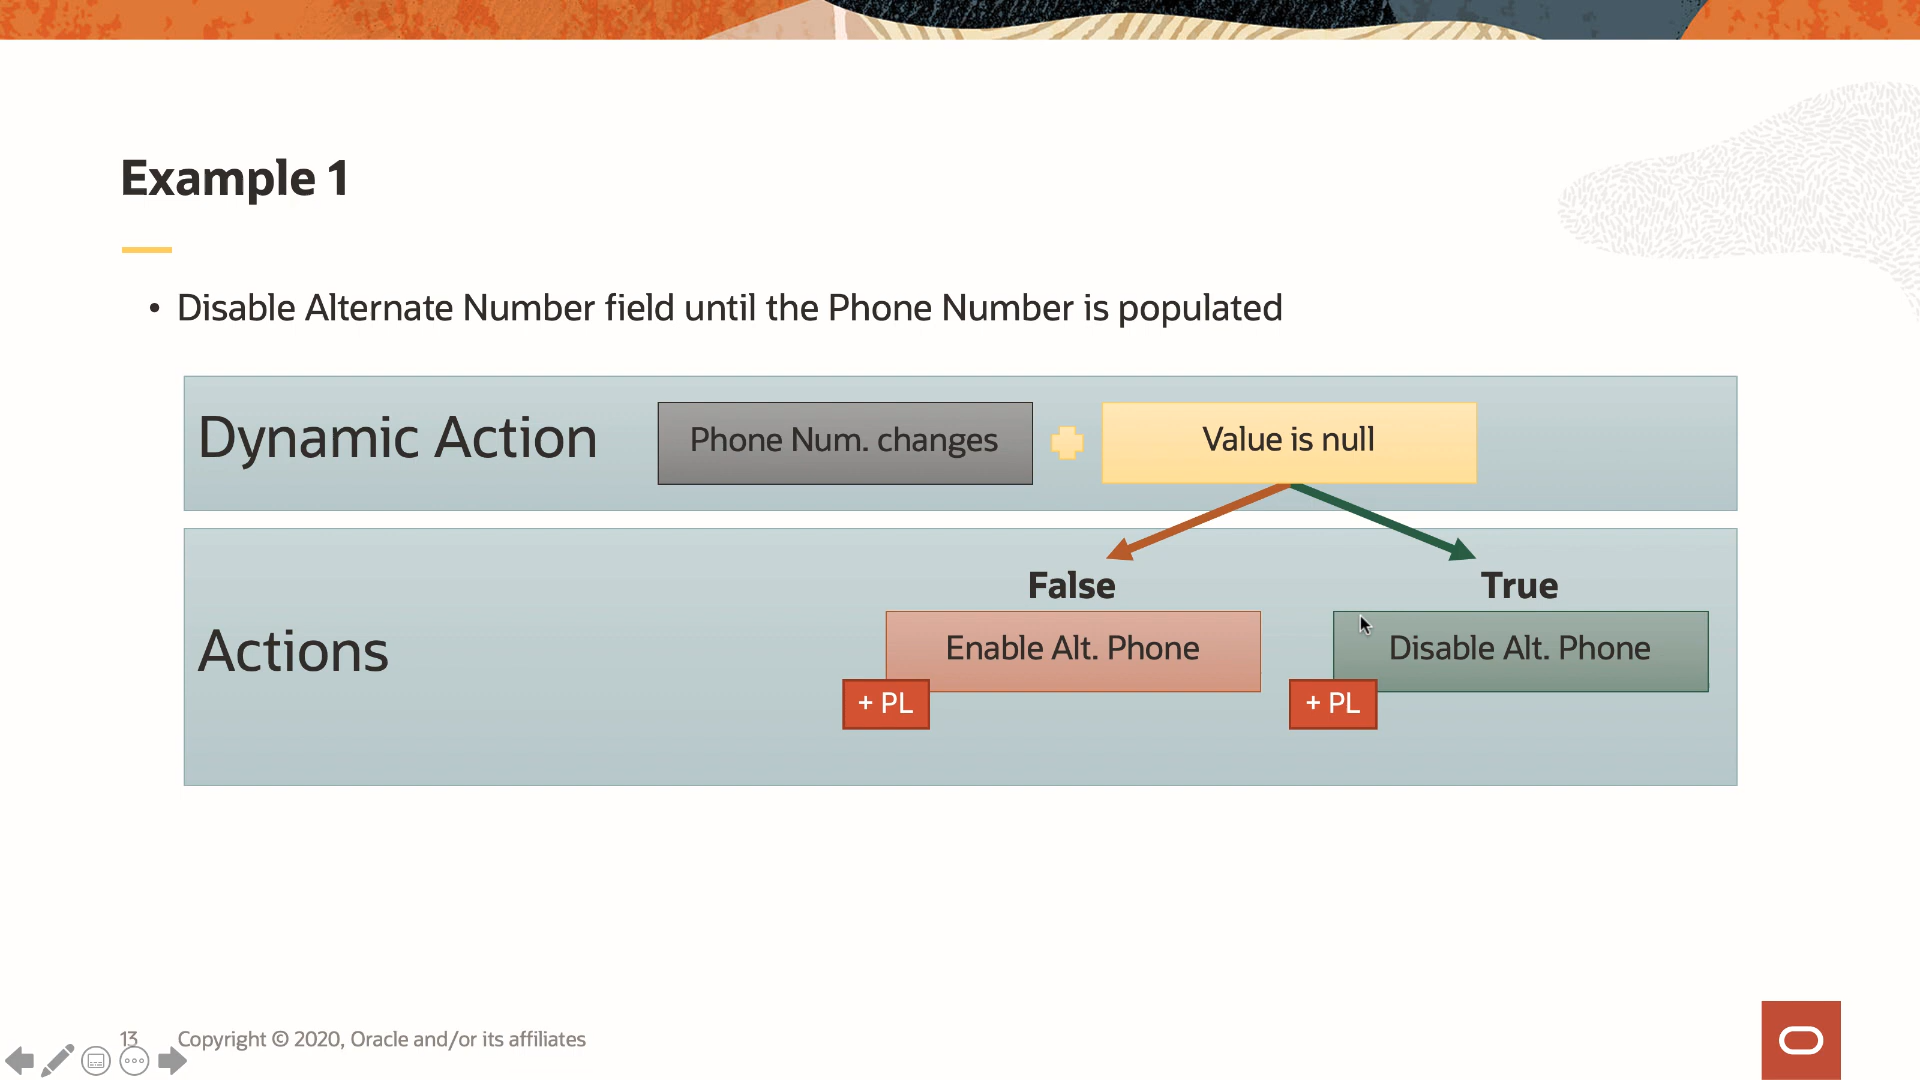 Example 1
• Disable Alternate Number field until the Phone Number is populated
Dynamic Action
Phone Num. changes
Value is null
False
True
Actions
Enable Alt. Phone
Disable Alt. Phone
+ PL
+ PL
13
Copyright © 2020, Oracle and/or its affiliates